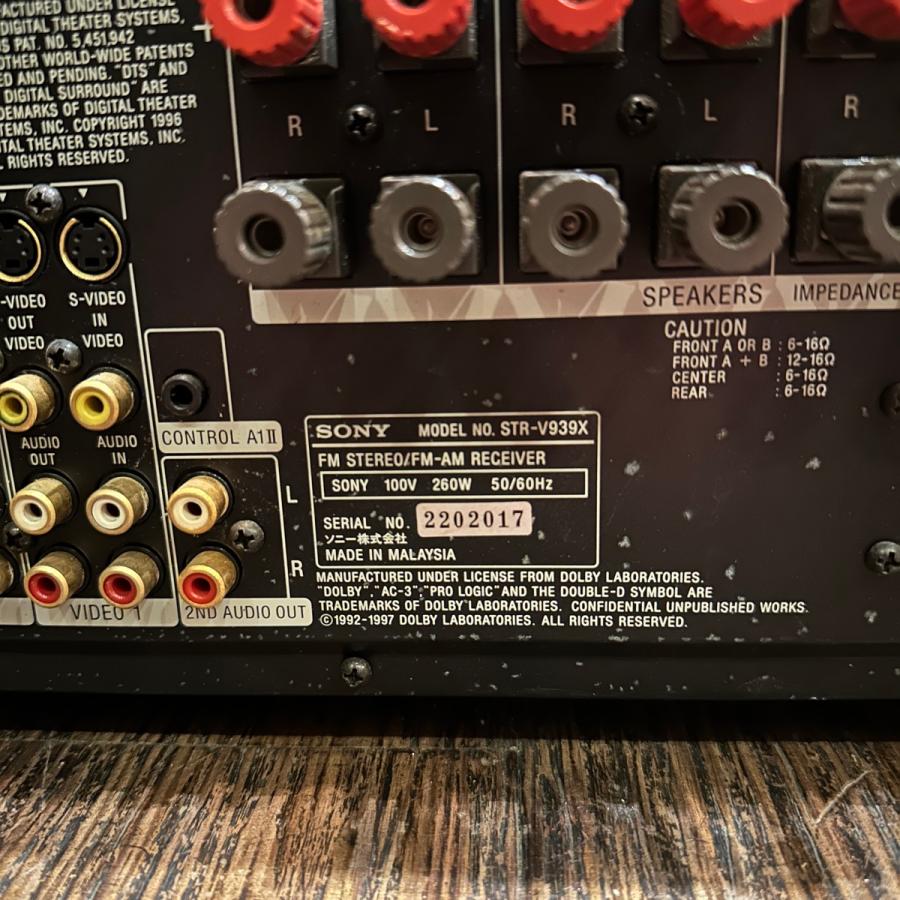 FACTURED UNDER LICENSE
DIGITAL THEATER SYSTEMS,
S PAT. NO. 5,451,942
OTHER WORLD-WIDE PATENTS
ED AND PENDING. "DTS" AND
DIGITAL SURROUND" ARE
DEMARKS OF DIGITAL THEATER
TEMS, INC. COPYRIGHT 1996
ITAL THEATER SYSTEMS, INC.
RIGHTS RESERVED.
+
R L R L R
SPEAKERS IMPEDANCE
CAUTION
FRONT A OR B : 6-16Ω
FRONT A + B : 12-16Ω
CENTER : 6-16Ω
REAR : 6-16Ω
-VIDEO OUT
S-VIDEO IN
VIDEO VIDEO
AUDIO OUT
AUDIO IN
VIDEO 1
CONTROL A1II
L
R
2ND AUDIO OUT
SONY MODEL NO. STR-V939X
FM STEREO/FM-AM RECEIVER
SONY 100V 260W 50/60Hz
SERIAL NO. 2202017
ソニー株式会社
MADE IN MALAYSIA
MANUFACTURED UNDER LICENSE FROM DOLBY LABORATORIES.
"DOLBY", "AC-3", "PRO LOGIC" AND THE DOUBLE-D SYMBOL ARE
TRADEMARKS OF DOLBY LABORATORIES. CONFIDENTIAL UNPUBLISHED WORKS.
©1992-1997 DOLBY LABORATORIES. ALL RIGHTS RESERVED.